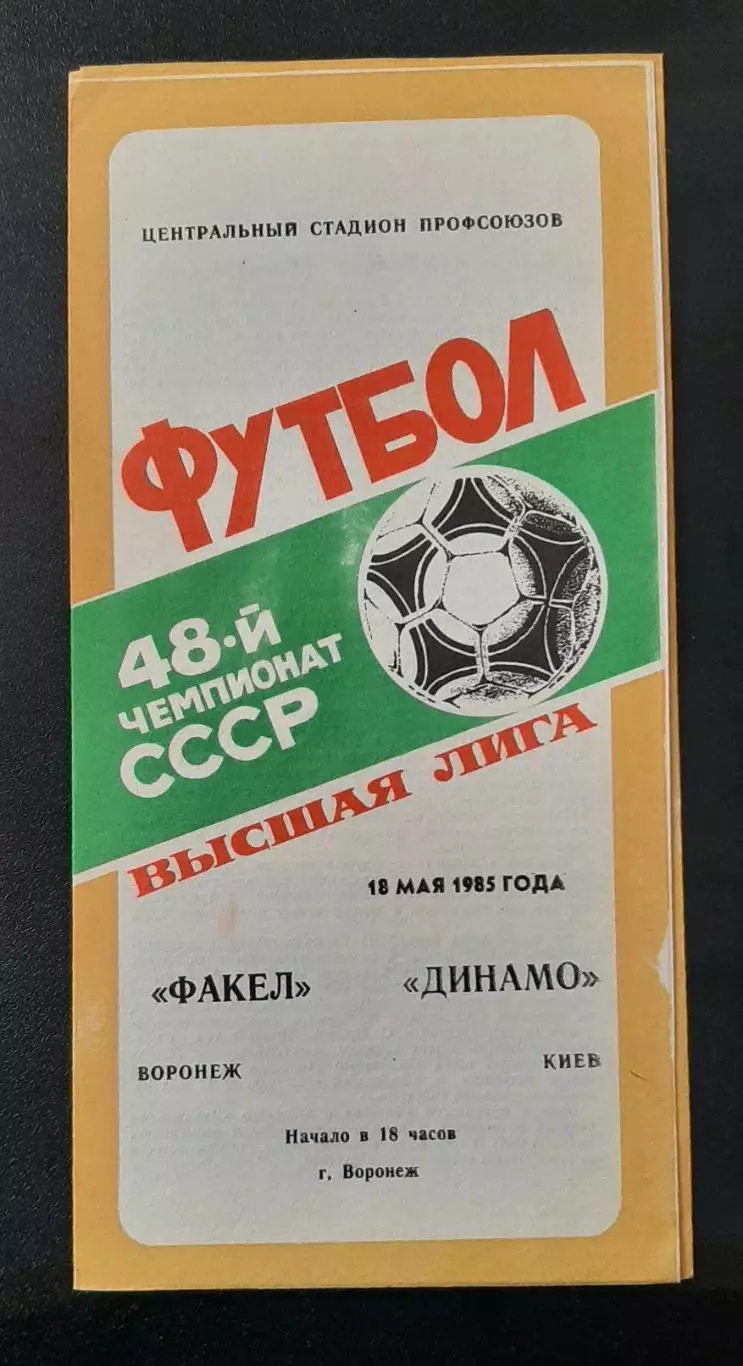 ЦЕНТРАЛЬНЫЙ СТАДИОН ПРОФСОЮЗОВ
ФУТБОЛ
48-Й
ЧЕМПИОНАТ
СССР
ВЫСШАЯ ЛИГА
18 МАЯ 1985 ГОДА
«ФАКЕЛ» «ДИНАМО»
ВОРОНЕЖ КИЕВ
Начало в 18 часов
г. Воронеж